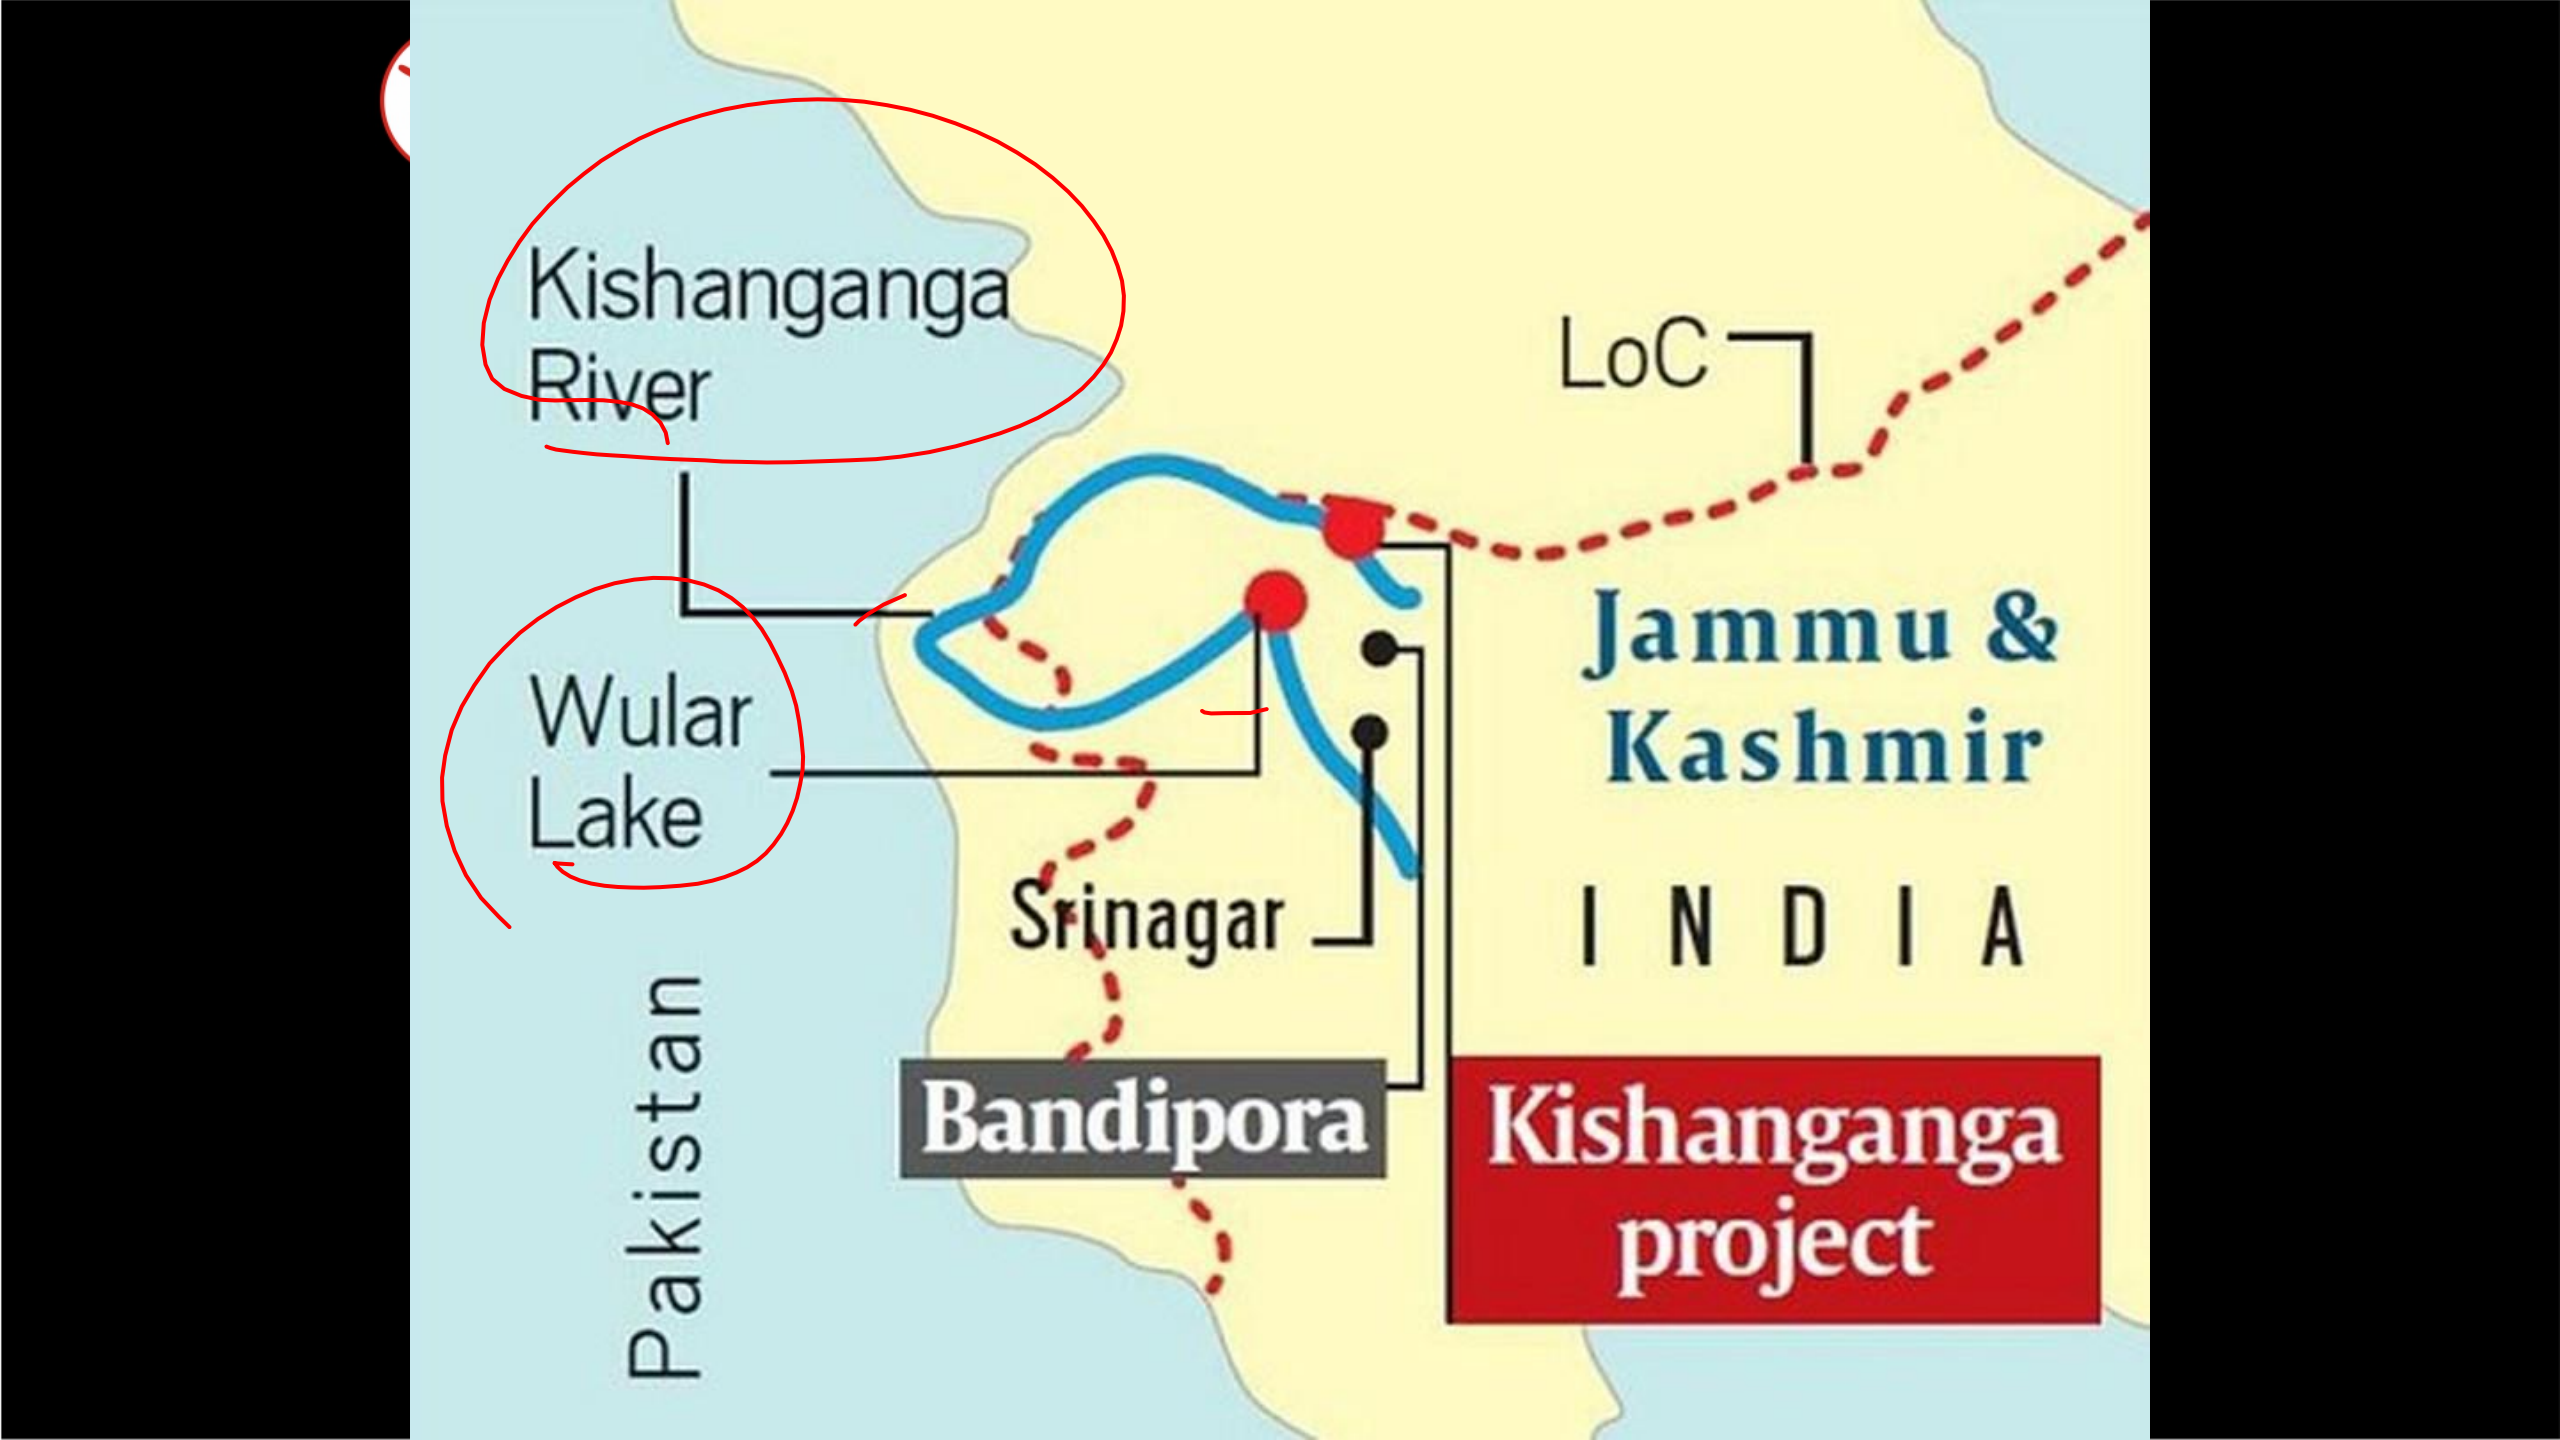 Kishanganga
River
LoC
Wular
Lake
Jammu &
Kashmir
Srinagar
INDIA
Pakistan
Bandipora
Kishanganga
project